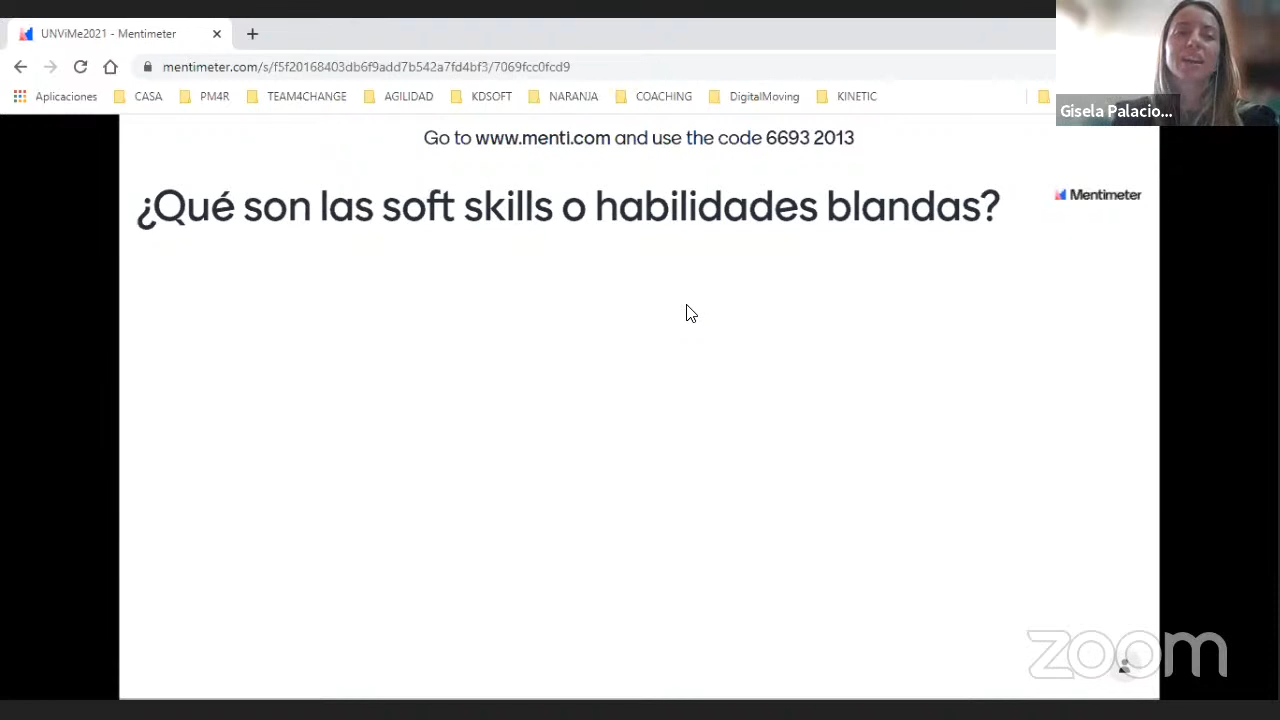 UNViMe2021 - Mentimeter
mentimeter.com/s/f5f20168403db6f9add7b542a7fd4bf3/7069fcc0fcd9
Aplicaciones CASA PM4R TEAM4CHANGE AGILIDAD KDSOFT NARANJA COACHING DigitalMoving KINETIC
Gisela Palacio...
Go to www.menti.com and use the code 6693 2013
¿Qué son las soft skills o habilidades blandas?
Mentimeter
zoom